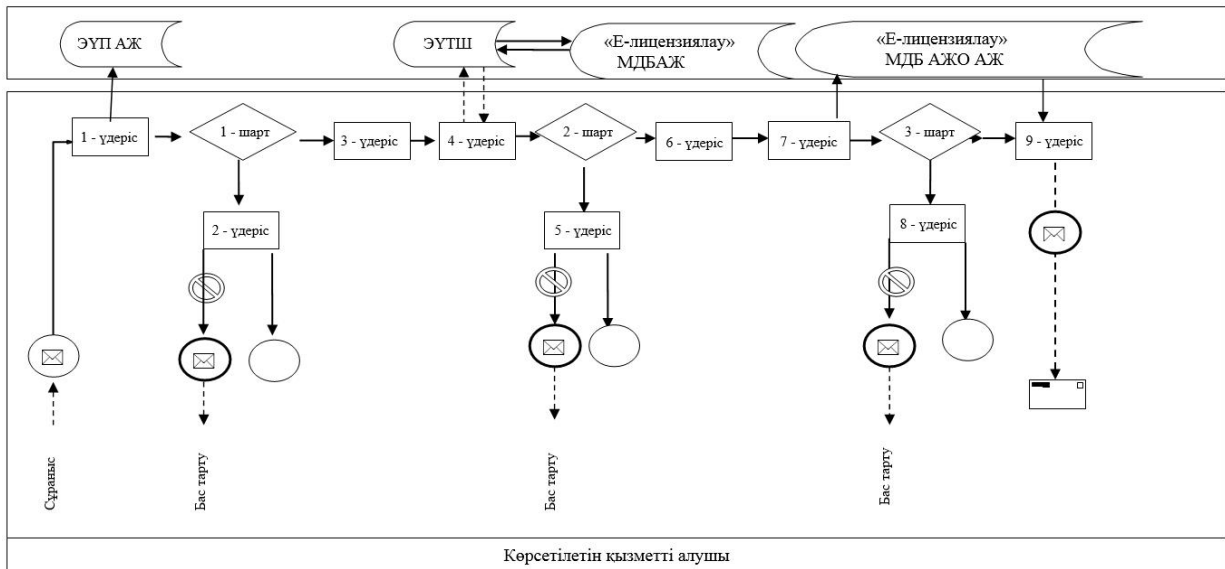 ЭҮП АЖ
ЭҮТШ
«Е-лицензиялау»
МДБАЖ
«Е-лицензиялау»
МДБ АЖО АЖ
1 - үдеріс
1 - шарт
3 - үдеріс
4 - үдеріс
2 - шарт
6 - үдеріс
7 - үдеріс
3 - шарт
9 - үдеріс
2 - үдеріс
5 - үдеріс
8 - үдеріс
Сұраныс
Бас тарту
Бас тарту
Бас тарту
Көрсетілетін қызметті алушы